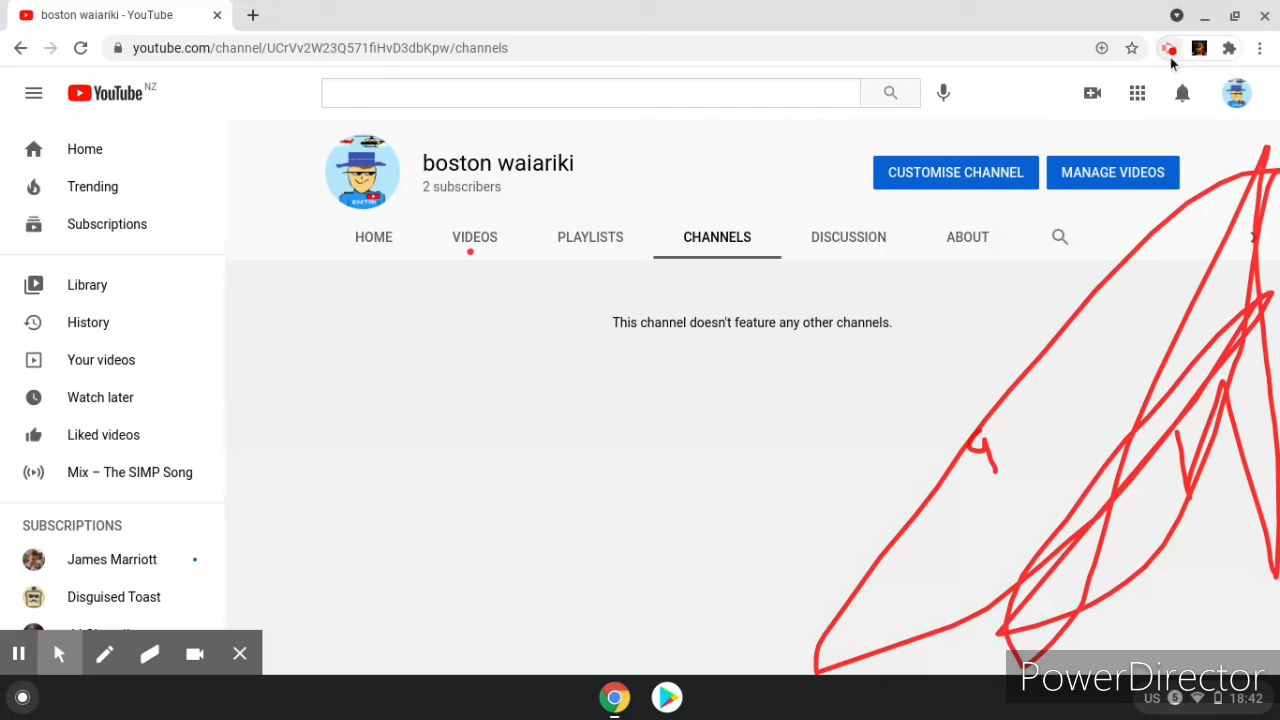 boston waiariki - YouTube
youtube.com/channel/UCrVv2W23Q571fiHvD3dbKpw/channels
YouTube NZ
Home
Trending
Subscriptions
Library
History
Your videos
Watch later
Liked videos
Mix – The SIMP Song
SUBSCRIPTIONS
James Marriott
Disguised Toast
boston waiariki
2 subscribers
CUSTOMISE CHANNEL
MANAGE VIDEOS
HOME VIDEOS PLAYLISTS CHANNELS DISCUSSION ABOUT
This channel doesn't feature any other channels.
PowerDirector
US 5 18:42